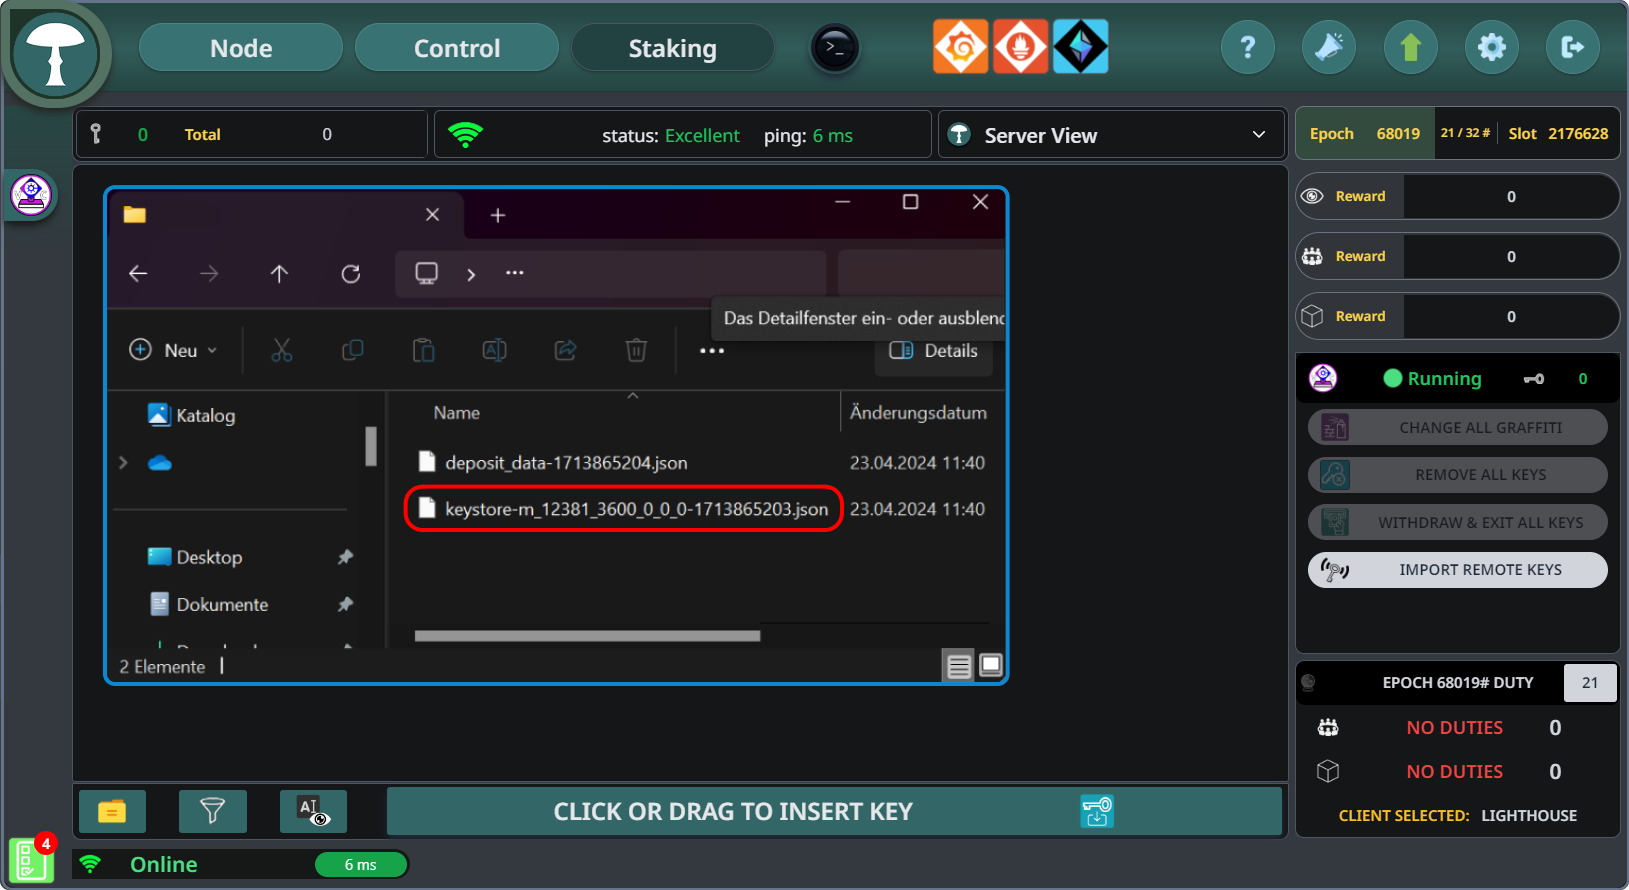 Node
Control
Staking
>_
?
0 Total 0
status: Excellent ping: 6 ms
Server View
Epoch 68019 21 / 32 # Slot 2176628
Reward 0
Reward 0
Reward 0
Das Detailfenster ein- oder ausblend
Neu
Details
Katalog
Name
Änderungsdatum
deposit_data-1713865204.json
23.04.2024 11:40
keystore-m_12381_3600_0_0_0-1713865203.json
23.04.2024 11:40
Desktop
Dokumente
2 Elemente
Running 0
CHANGE ALL GRAFFITI
REMOVE ALL KEYS
WITHDRAW & EXIT ALL KEYS
IMPORT REMOTE KEYS
EPOCH 68019# DUTY 21
NO DUTIES 0
NO DUTIES 0
CLIENT SELECTED: LIGHTHOUSE
AI
CLICK OR DRAG TO INSERT KEY
4
Online
6 ms